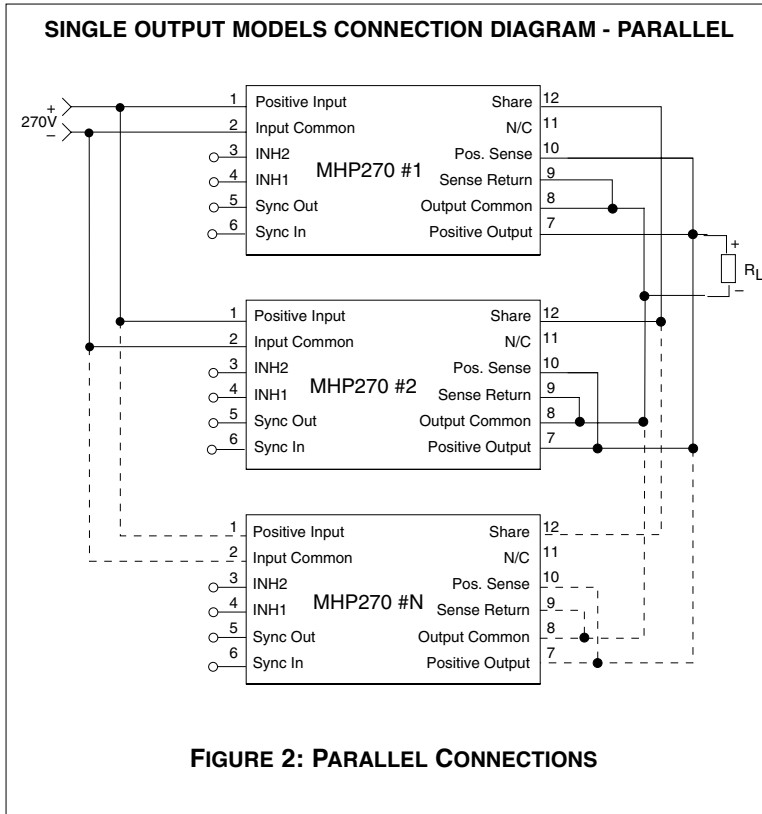 SINGLE OUTPUT MODELS CONNECTION DIAGRAM - PARALLEL
+
270V
–
1 Positive Input
2 Input Common
3 INH2
4 INH1
5 Sync Out
6 Sync In
MHP270 #1
Share 12
N/C 11
Pos. Sense 10
Sense Return 9
Output Common 8
Positive Output 7
+
RL
–
1 Positive Input
2 Input Common
3 INH2
4 INH1
5 Sync Out
6 Sync In
MHP270 #2
Share 12
N/C 11
Pos. Sense 10
Sense Return 9
Output Common 8
Positive Output 7
1 Positive Input
2 Input Common
3 INH2
4 INH1
5 Sync Out
6 Sync In
MHP270 #N
Share 12
N/C 11
Pos. Sense 10
Sense Return 9
Output Common 8
Positive Output 7
FIGURE 2: PARALLEL CONNECTIONS